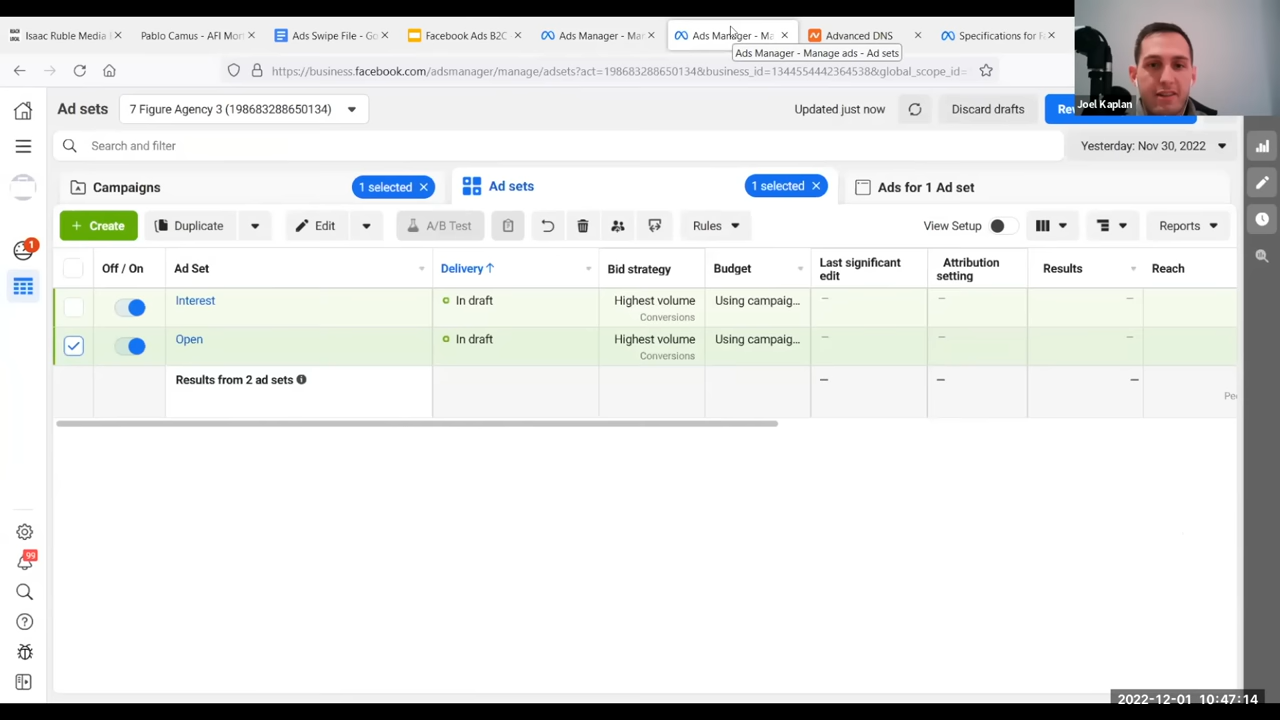 Isaac Ruble Media E
Pablo Camus - AFI Mort
Ads Swipe File - Go
Facebook Ads B2C
Ads Manager - Man
Ads Manager - Ma
Advanced DNS
Specifications for F
Ads Manager - Manage ads - Ad sets
https://business.facebook.com/adsmanager/manage/adsets?act=198683288650134&business_id=1344554442364538&global_scope_id=
Joel Kaplan
Ad sets
7 Figure Agency 3 (198683288650134)
Updated just now
Discard drafts
Search and filter
Yesterday: Nov 30, 2022
Campaigns
1 selected
Ad sets
1 selected
Ads for 1 Ad set
+ Create
Duplicate
Edit
A/B Test
Rules
View Setup
Reports
Off / On
Ad Set
Delivery ↑
Bid strategy
Budget
Last significant
edit
Attribution
setting
Results
Reach
Interest
In draft
Highest volume
Conversions
Using campaig...
Open
In draft
Highest volume
Conversions
Using campaig...
Results from 2 ad sets
1
99
2022-12-01 10:47:14